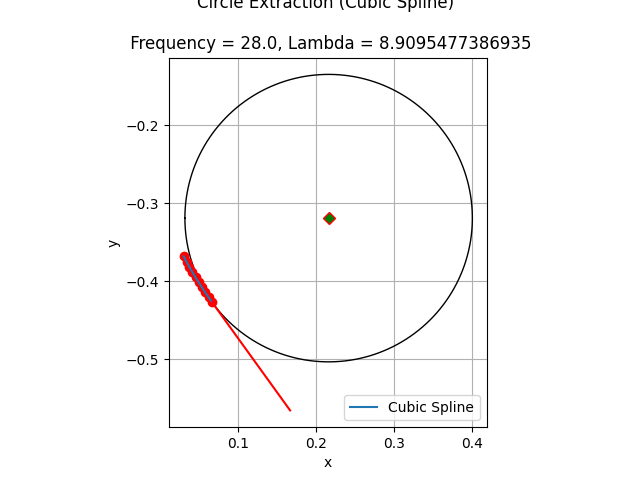 Circle Extraction (Cubic Spline)
Frequency = 28.0, Lambda = 8.9095477386935
−0.2
−0.3
−0.4
−0.5
y
0.1 0.2 0.3 0.4
x
Cubic Spline